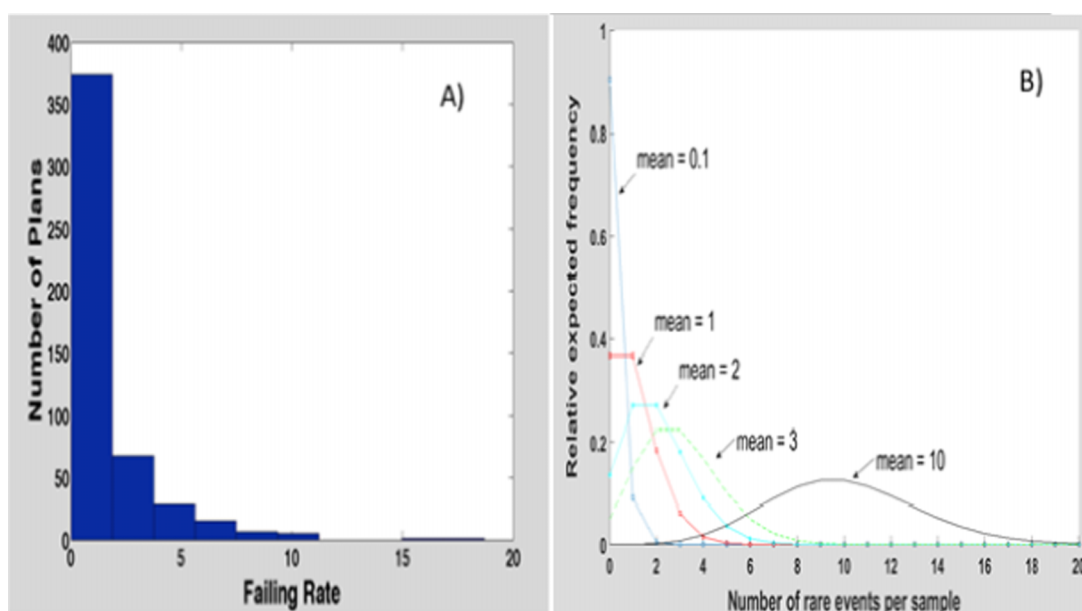 A)
400
350
300
250
200
150
100
50
0
0 5 10 15 20
Number of Plans
Failing Rate
B)
1
0.8
0.6
0.4
0.2
0
0 2 4 6 8 10 12 14 16 18 20
Relative expected frequency
mean = 0.1
mean = 1
mean = 2
mean = 3
mean = 10
Number of rare events per sample